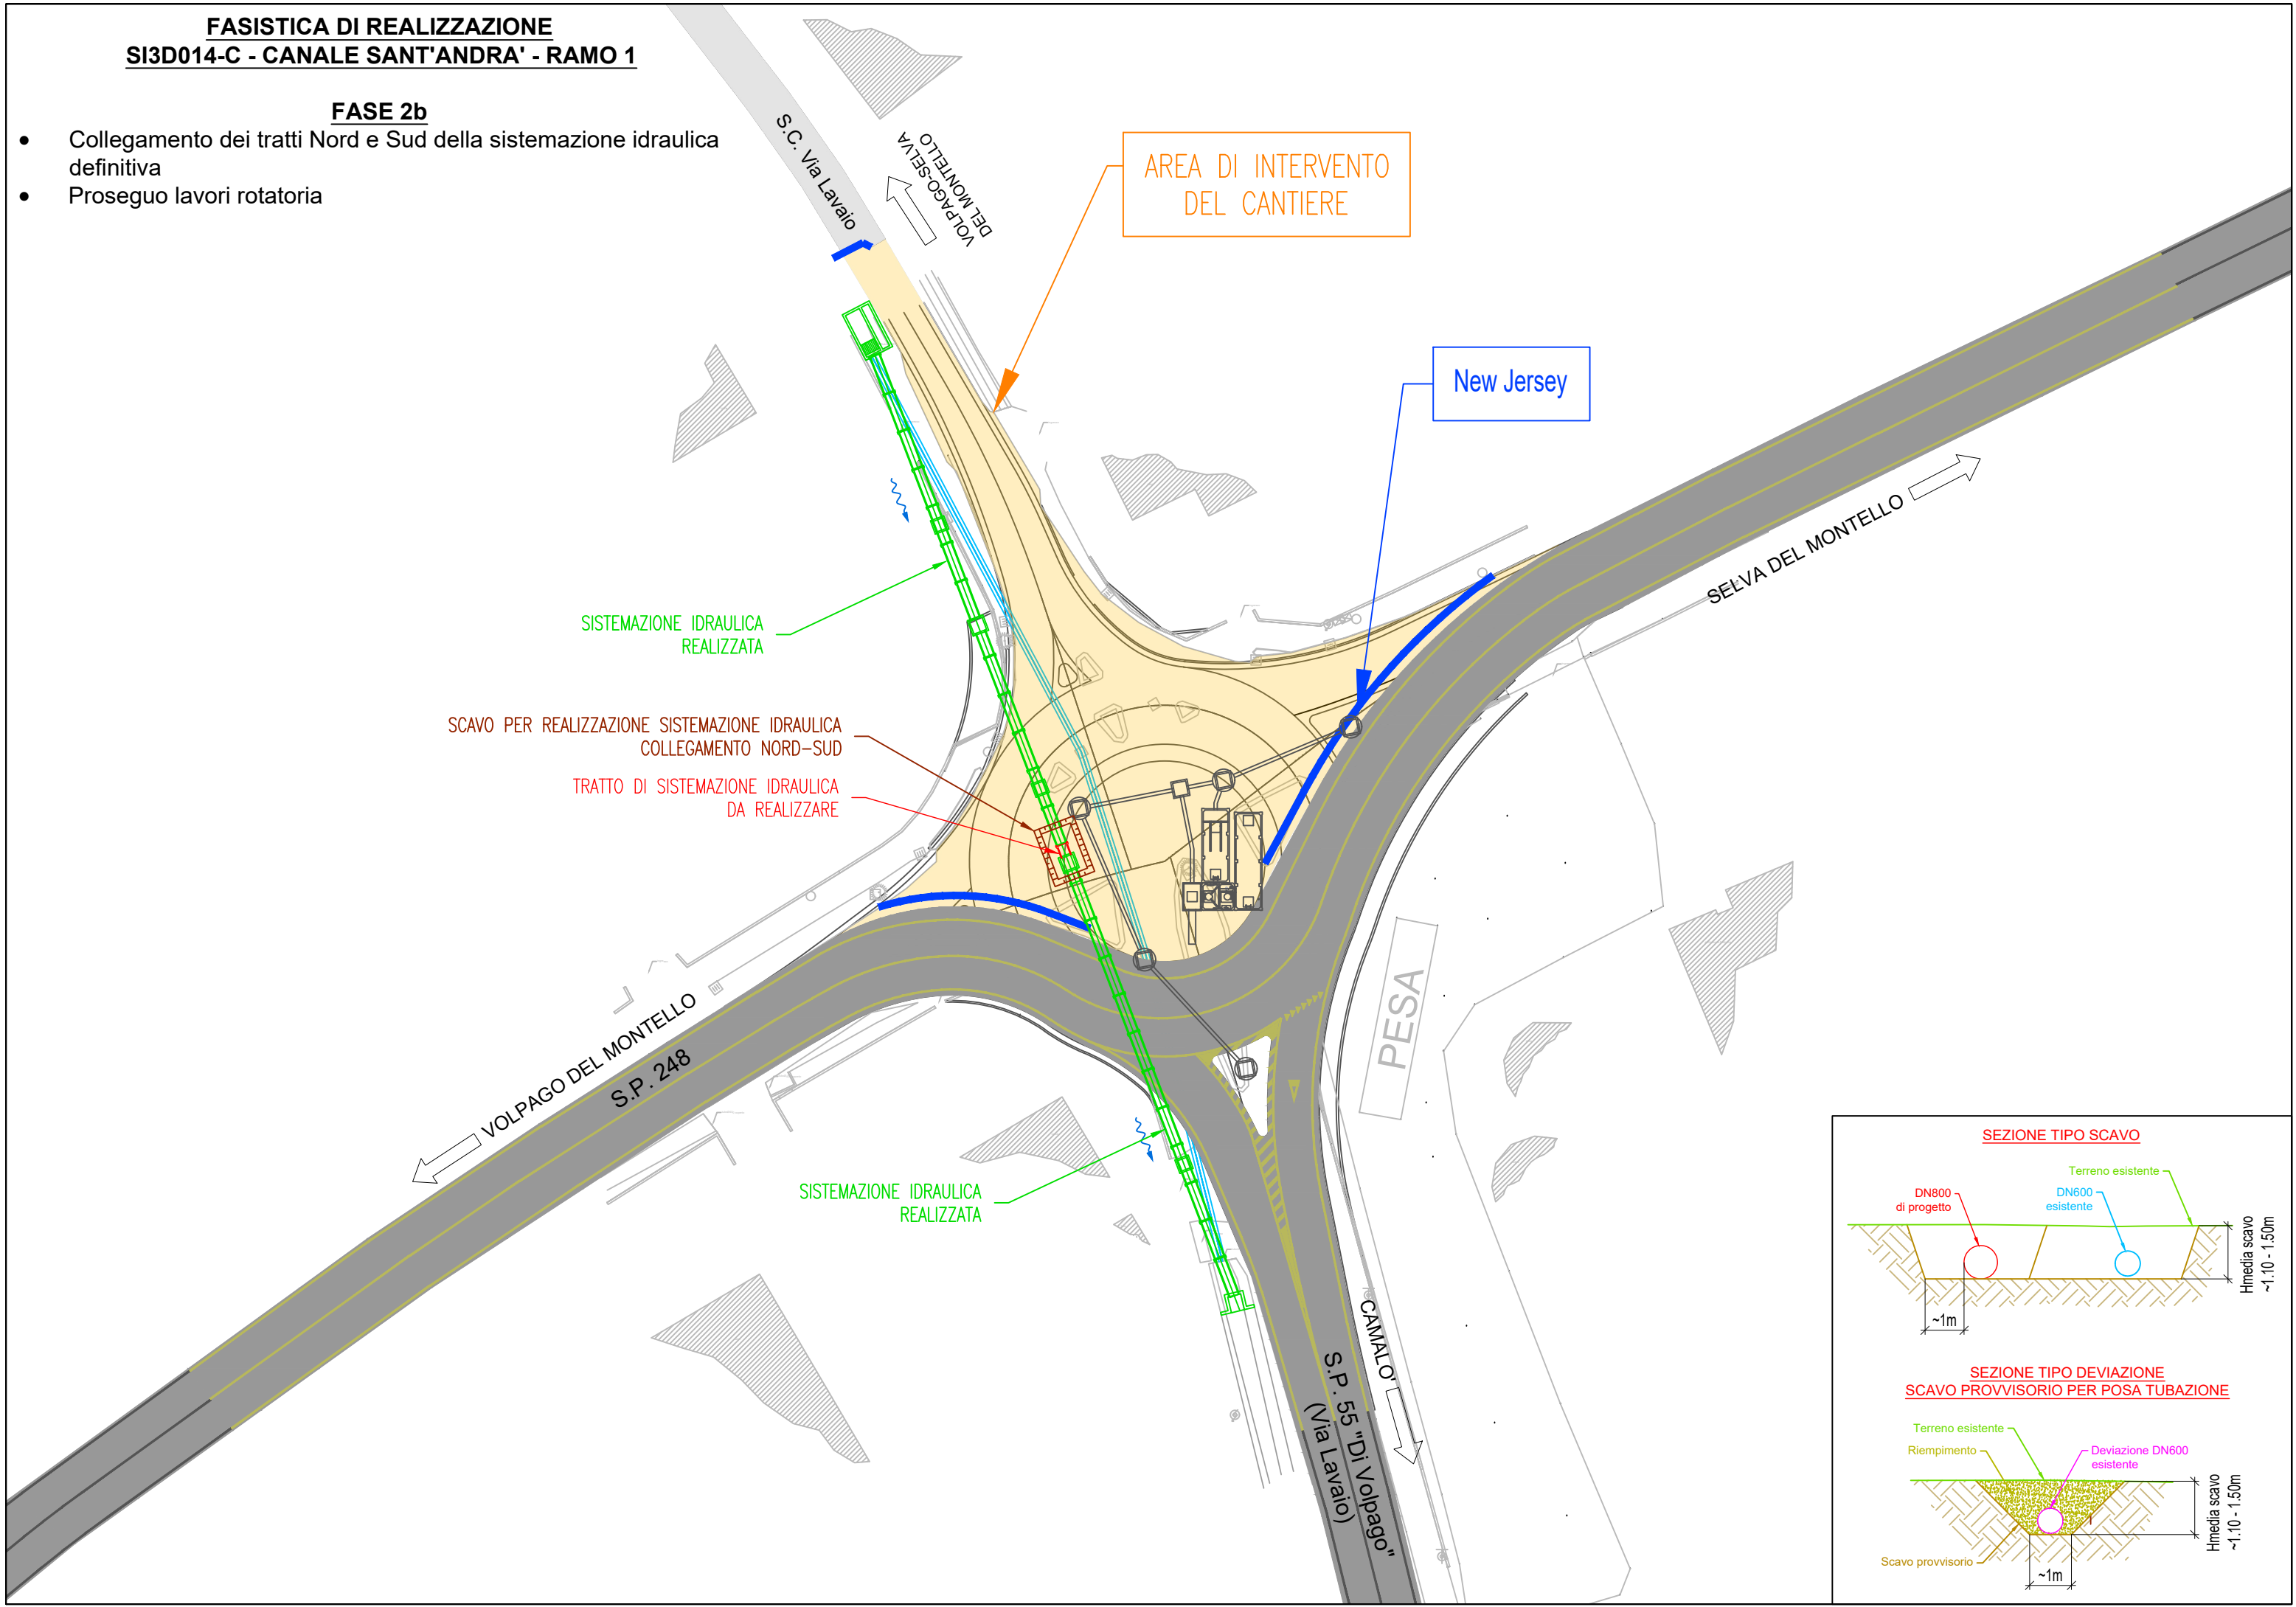 FASISTICA DI REALIZZAZIONE
SI3D014-C - CANALE SANT'ANDRA' - RAMO 1
FASE 2b
• Collegamento dei tratti Nord e Sud della sistemazione idraulica
definitiva
• Proseguo lavori rotatoria
S.C. Via Lavaio
VOLPAGO-SELVA
DEL MONTELLO
AREA DI INTERVENTO
DEL CANTIERE
New Jersey
SELVA DEL MONTELLO
SISTEMAZIONE IDRAULICA
REALIZZATA
SCAVO PER REALIZZAZIONE SISTEMAZIONE IDRAULICA
COLLEGAMENTO NORD-SUD
TRATTO DI SISTEMAZIONE IDRAULICA
DA REALIZZARE
PESA
VOLPAGO DEL MONTELLO
S.P. 248
SISTEMAZIONE IDRAULICA
REALIZZATA
CAMALO'
S.P. 55 "Di Volpago"
(Via Lavaio)
SEZIONE TIPO SCAVO
Terreno esistente
DN800
di progetto
DN600
esistente
Hmedia scavo
~1.10 - 1.50m
~1m
SEZIONE TIPO DEVIAZIONE
SCAVO PROVVISORIO PER POSA TUBAZIONE
Terreno esistente
Riempimento
Deviazione DN600
esistente
Hmedia scavo
~1.10 - 1.50m
Scavo provvisorio
~1m